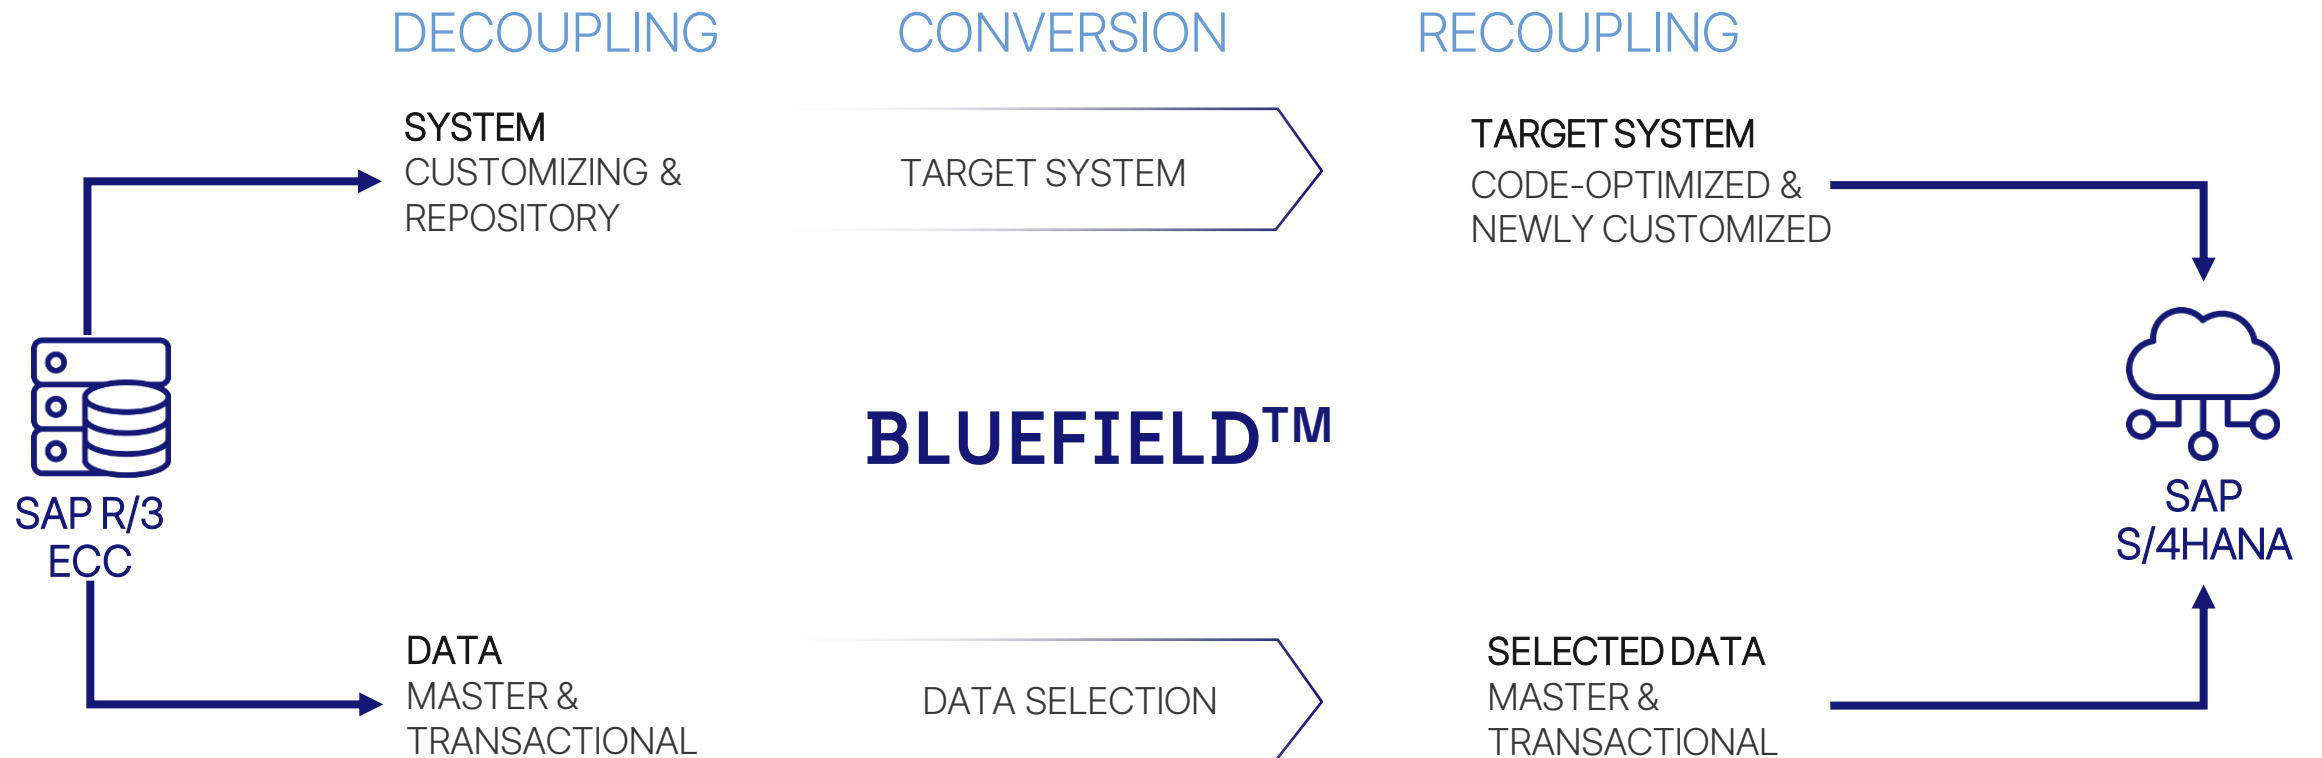 DECOUPLING
CONVERSION
RECOUPLING
SYSTEM
CUSTOMIZING &
REPOSITORY
TARGET SYSTEM
TARGET SYSTEM
CODE-OPTIMIZED &
NEWLY CUSTOMIZED
SAP R/3
ECC
BLUEFIELD™
SAP
S/4HANA
DATA
MASTER &
TRANSACTIONAL
DATA SELECTION
SELECTED DATA
MASTER &
TRANSACTIONAL